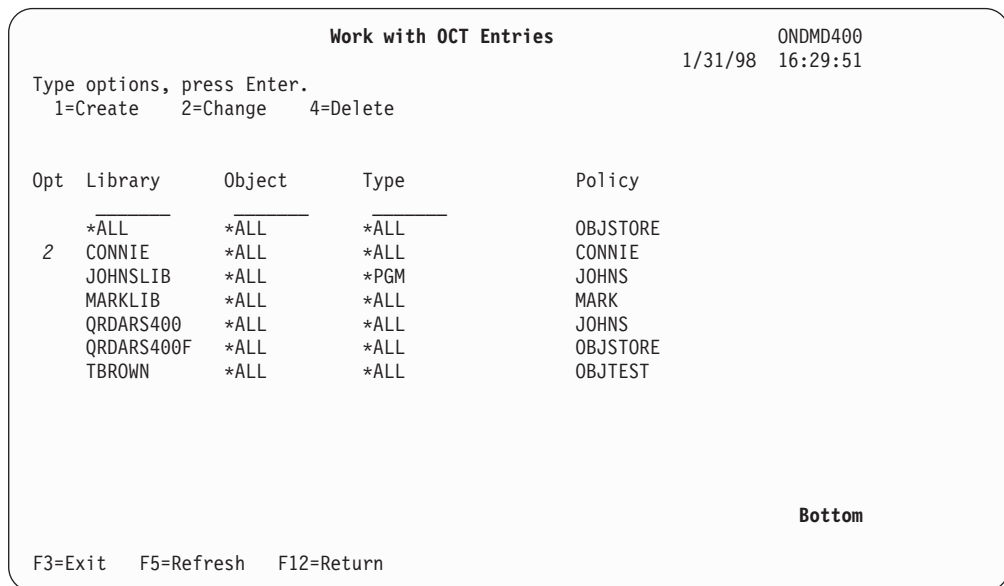 Work with OCT Entries ONDMD400
1/31/98 16:29:51
Type options, press Enter.
1=Create 2=Change 4=Delete
Opt Library Object Type Policy
_______ _______ _______
*ALL *ALL *ALL OBJSTORE
2 CONNIE *ALL *ALL CONNIE
JOHNSLIB *ALL *PGM JOHNS
MARKLIB *ALL *ALL MARK
QRDARS400 *ALL *ALL JOHNS
QRDARS400F *ALL *ALL OBJSTORE
TBROWN *ALL *ALL OBJTEST
Bottom
F3=Exit F5=Refresh F12=Return